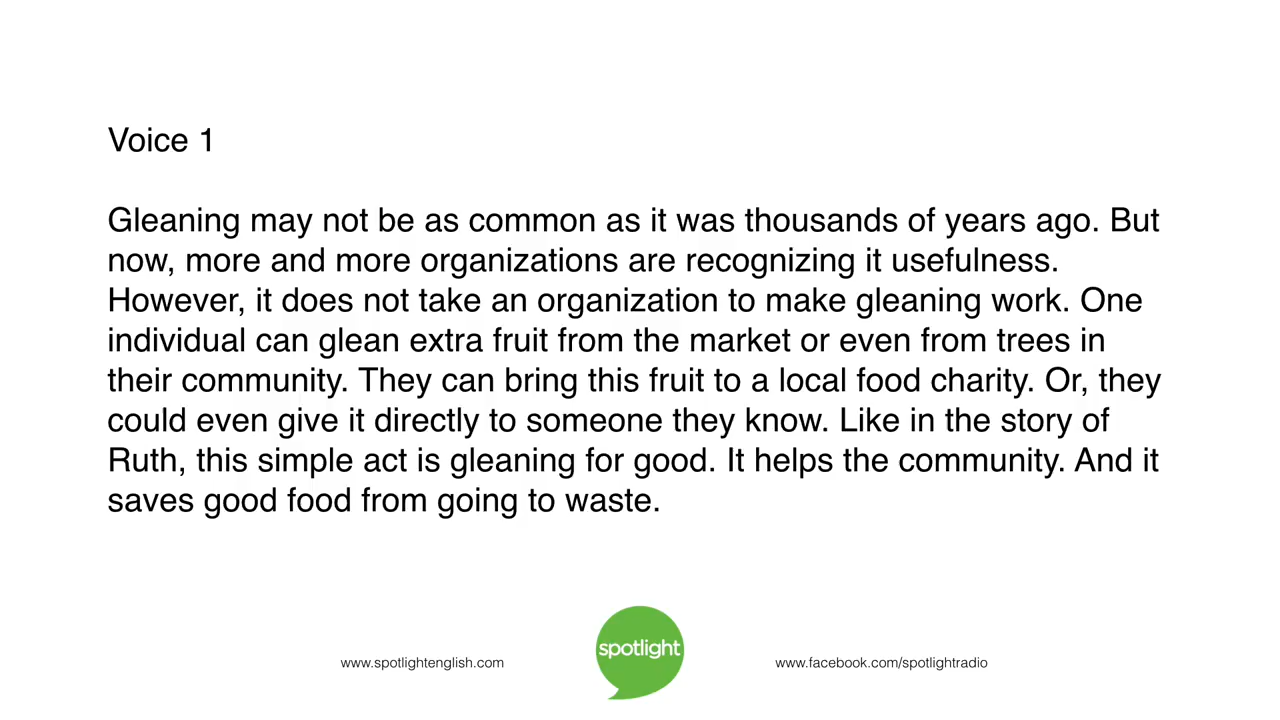 Voice 1
Gleaning may not be as common as it was thousands of years ago. But
now, more and more organizations are recognizing it usefulness.
However, it does not take an organization to make gleaning work. One
individual can glean extra fruit from the market or even from trees in
their community. They can bring this fruit to a local food charity. Or, they
could even give it directly to someone they know. Like in the story of
Ruth, this simple act is gleaning for good. It helps the community. And it
saves good food from going to waste.
www.spotlightenglish.com
spotlight
www.facebook.com/spotlightradio